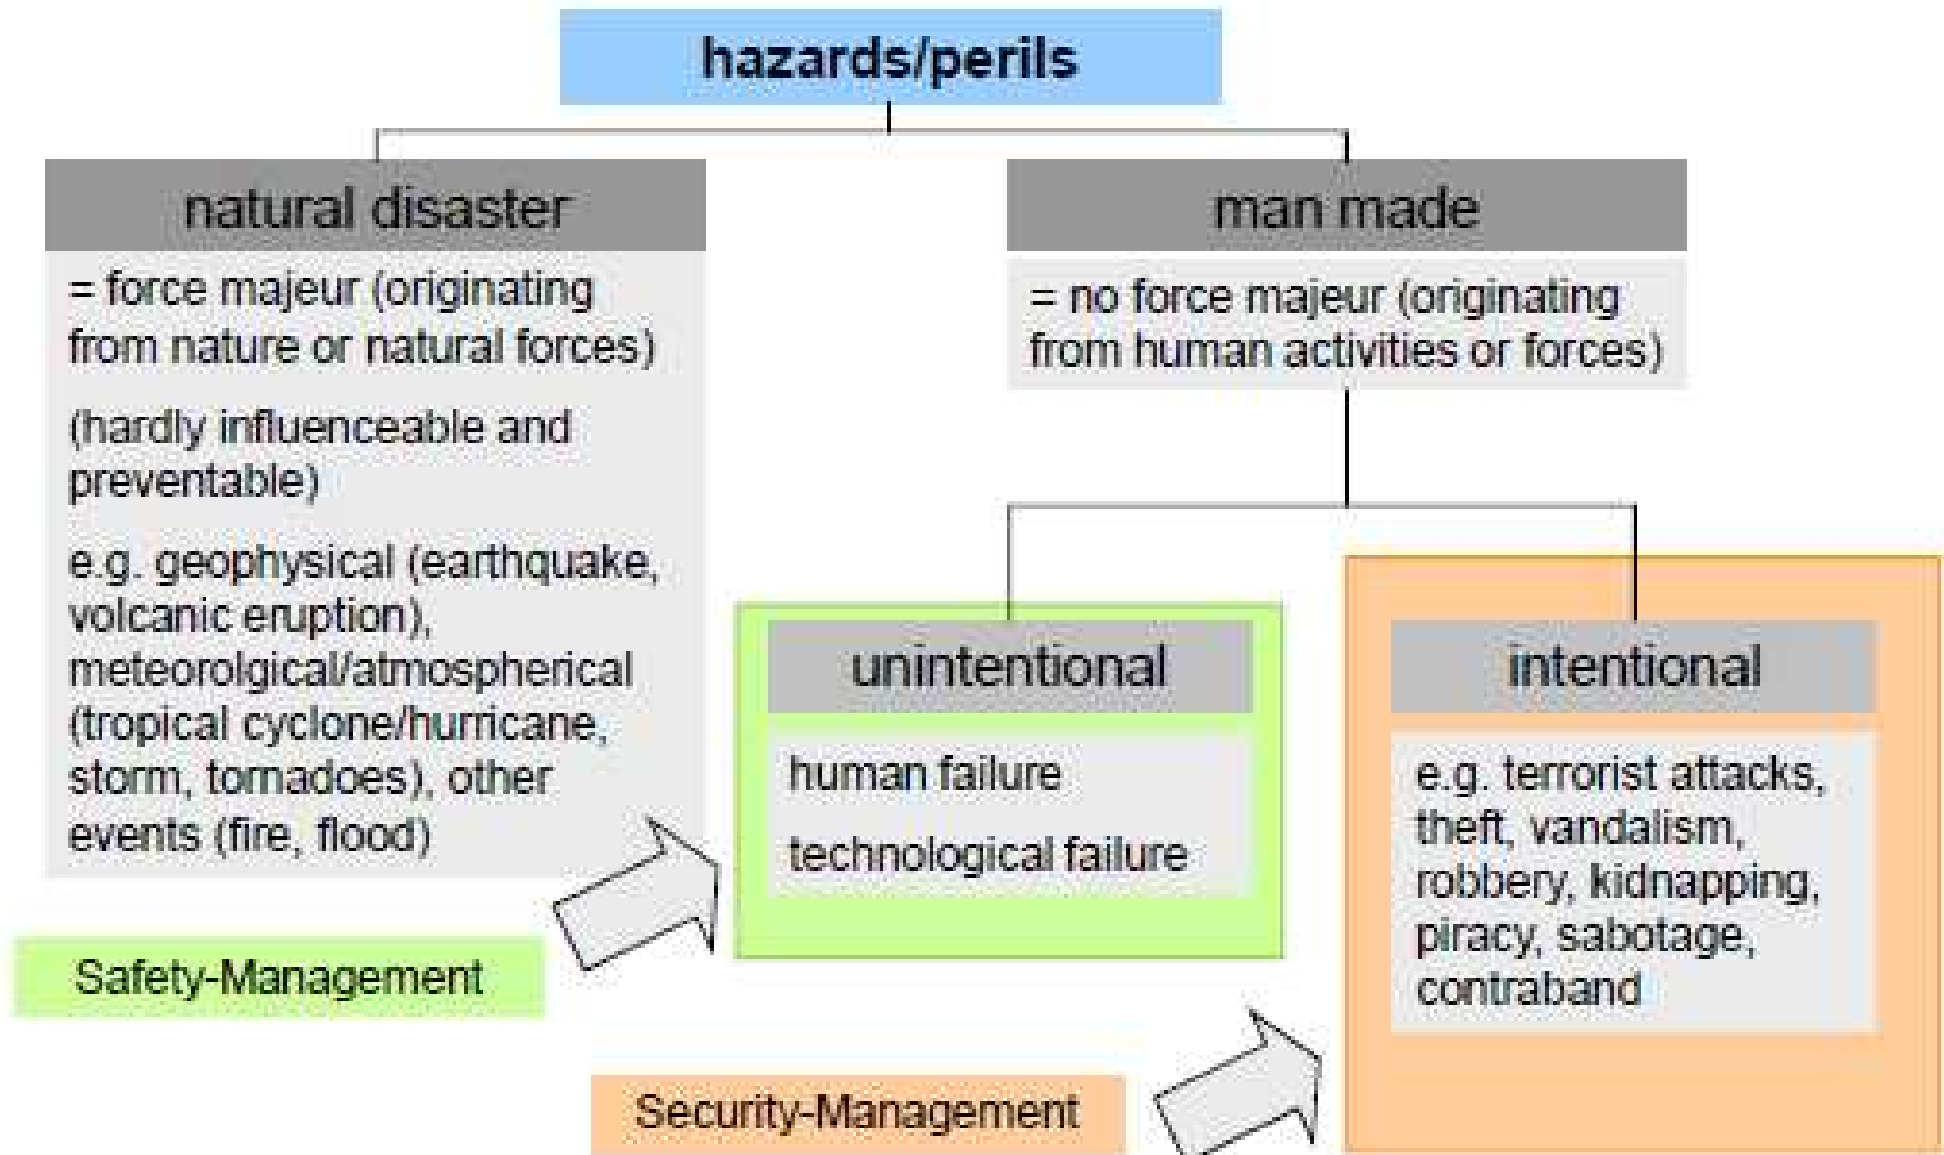 hazards/perils
natural disaster
= force majeur (originating
from nature or natural forces)
(hardly influenceable and
preventable)
e.g. geophysical (earthquake,
volcanic eruption),
meteorolgical/atmospherical
(tropical cyclone/hurricane,
storm, tornadoes), other
events (fire, flood)
man made
= no force majeur (originating
from human activities or forces)
unintentional
human failure
technological failure
intentional
e.g. terrorist attacks,
theft, vandalism,
robbery, kidnapping,
piracy, sabotage,
contraband
Safety-Management
Security-Management